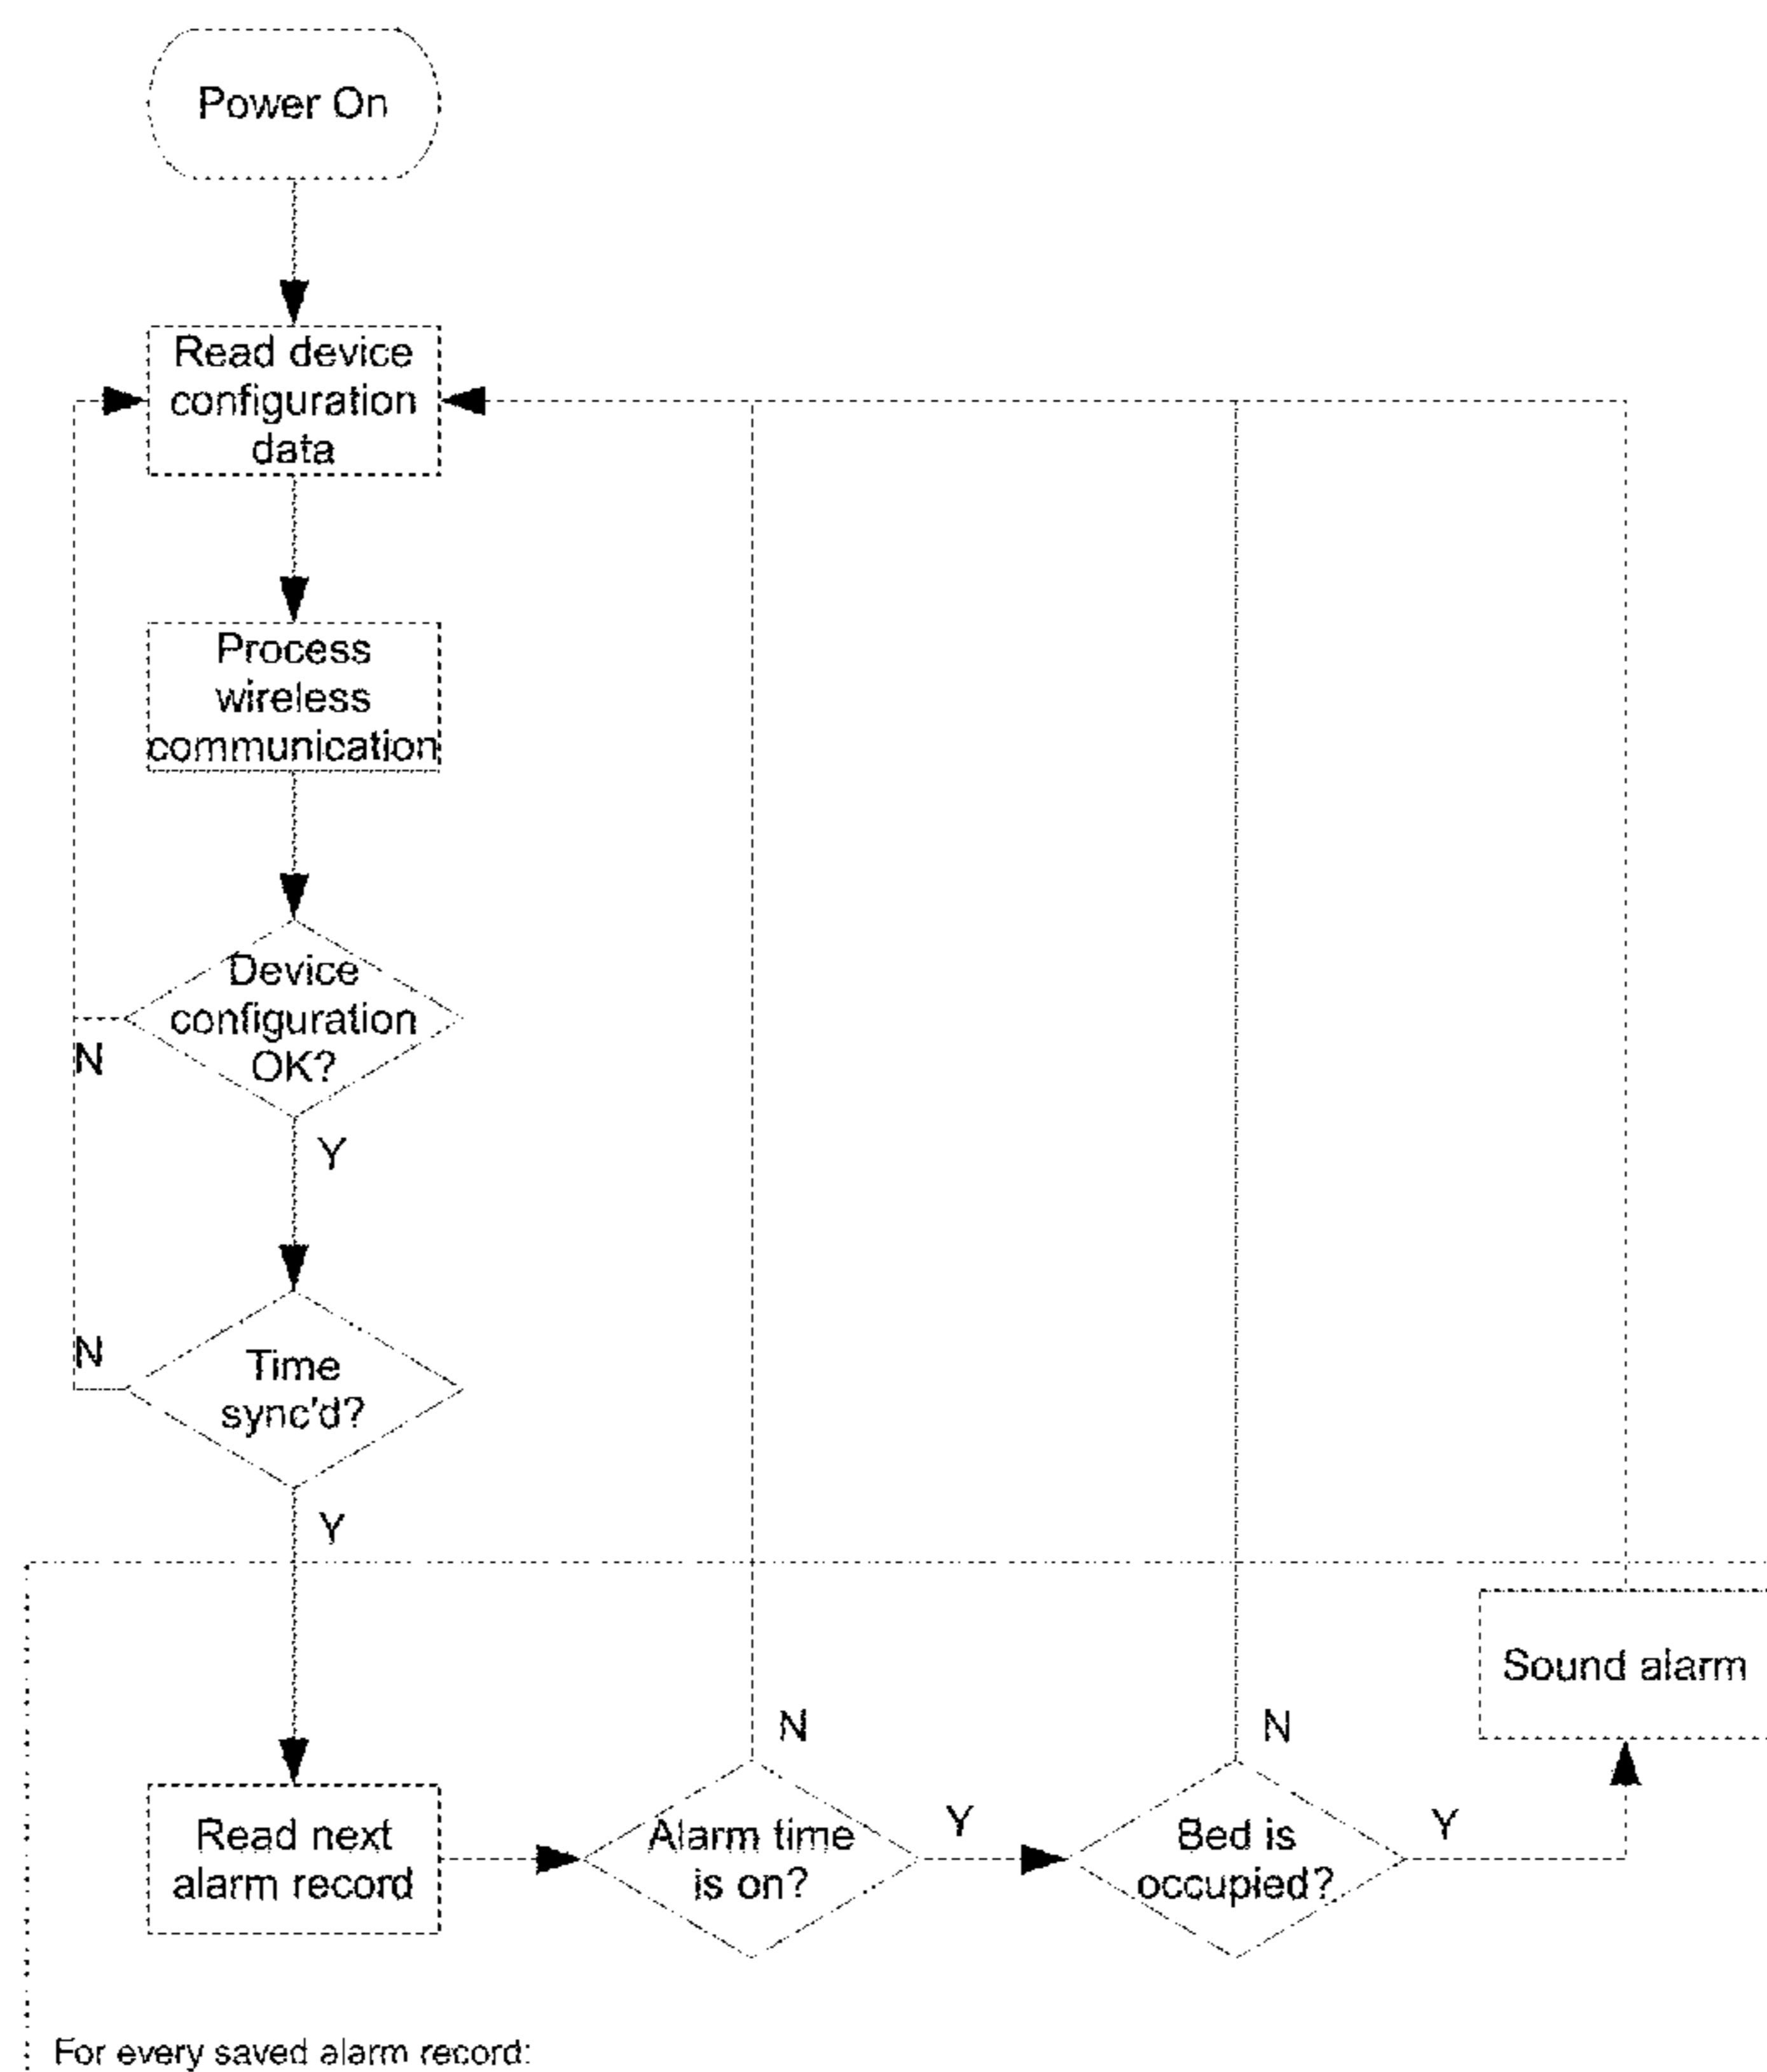 Power On
Read device
configuration
data
Process
wireless
communication
Device
configuration
OK?
N
Y
Time
sync'd?
N
Y
Read next
alarm record
Alarm time
is on?
N
Y
Bed is
occupied?
N
Y
Sound alarm
For every saved alarm record: